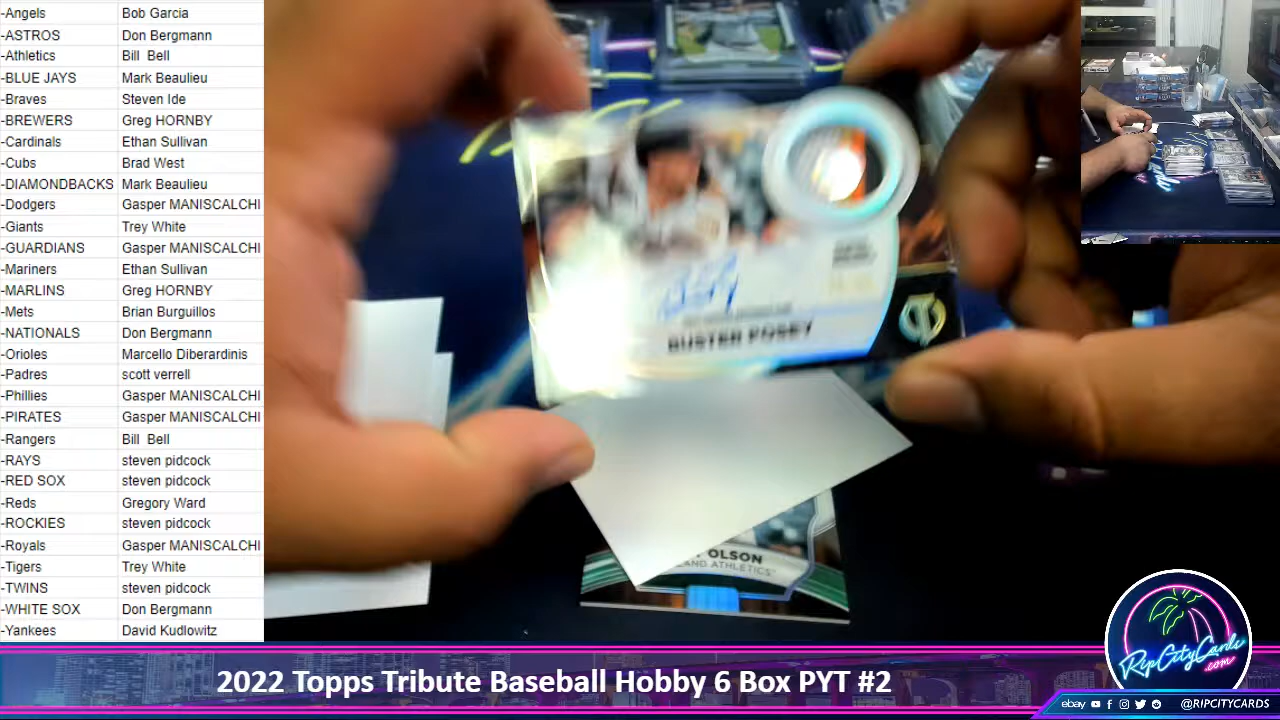 -Angels Bob Garcia
-ASTROS Don Bergmann
-Athletics Bill Bell
-BLUE JAYS Mark Beaulieu
-Braves Steven Ide
-BREWERS Greg HORNBY
-Cardinals Ethan Sullivan
-Cubs Brad West
-DIAMONDBACKS Mark Beaulieu
-Dodgers Gasper MANISCALCHI
-Giants Trey White
-GUARDIANS Gasper MANISCALCHI
-Mariners Ethan Sullivan
-MARLINS Greg HORNBY
-Mets Brian Burguillos
-NATIONALS Don Bergmann
-Orioles Marcello Diberardinis
-Padres scott verrell
-Phillies Gasper MANISCALCHI
-PIRATES Gasper MANISCALCHI
-Rangers Bill Bell
-RAYS steven pidcock
-RED SOX steven pidcock
-Reds Gregory Ward
-ROCKIES steven pidcock
-Royals Gasper MANISCALCHI
-Tigers Trey White
-TWINS steven pidcock
-WHITE SOX Don Bergmann
-Yankees David Kudlowitz
BUSTER POSEY
OLSON
ATHLETICS
2022 Topps Tribute Baseball Hobby 6 Box PYT #2
RipCityCards
.com
ebay @RIPCITYCARDS